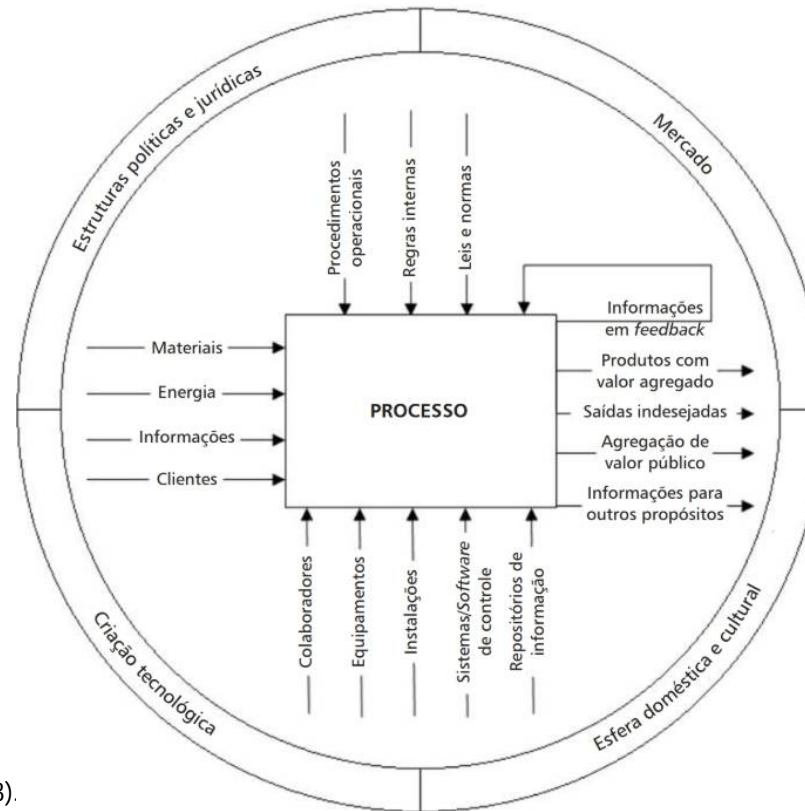 Estruturas políticas e jurídicas
Mercado
Procedimentos
operacionais
Regras internas
Leis e normas
Informações
em feedback
Materiais
Energia
Informações
Clientes
PROCESSO
Produtos com
valor agregado
Saídas indesejadas
Agregação de
valor público
Informações para
outros propósitos
Colaboradores
Equipamentos
Instalações
Sistemas/Software
de controle
Repositórios de
informação
Criação tecnológica
Esfera doméstica e cultural
3).